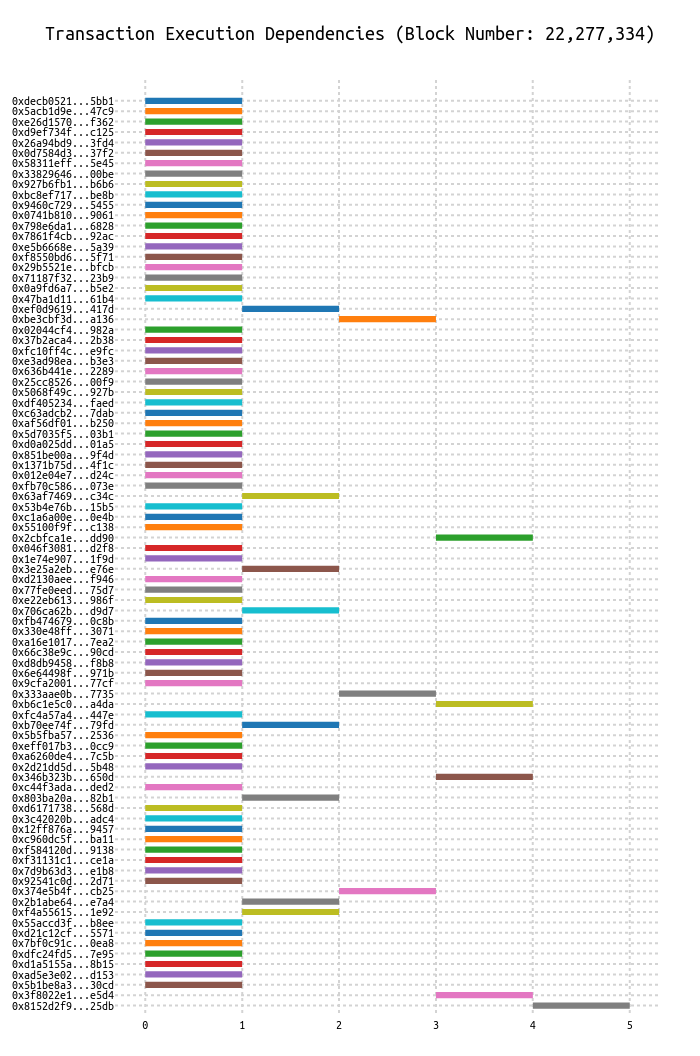 Transaction Execution Dependencies (Block Number: 22,277,334)
0xdecb0521...5bb1
0x5acb1d9e...47c9
0xe26d1570...f362
0xd9ef734f...c125
0x26a94bd9...3fd4
0x0d7584d3...37f2
0x58311eff...5e45
0x33829646...00be
0x927b6fb1...b6b6
0xbc8ef717...be8b
0x9460c729...5455
0x0741b810...9061
0x798e6da1...6828
0x7861f4cb...92ac
0xe5b6668e...5a39
0xf8550bd6...5f71
0x29b5521e...bfcb
0x71187f32...23b9
0x0a9fd6a7...b5e2
0x47ba1d11...61b4
0xef0d9619...417d
0xbe3cbf3d...a136
0x02044cf4...982a
0x37b2aca4...2b38
0xfc10ff4c...e9fc
0xe3ad98ea...b3e3
0x636b441e...2289
0x25cc8526...00f9
0x5068f49c...927b
0xdf405234...faed
0xc63adcb2...7dab
0xaf56df01...b250
0x5d7035f5...03b1
0xd0a025dd...01a5
0x851be00a...9f4d
0x1371b75d...4f1c
0x012e04e7...d24c
0xfb70c586...073e
0x63af7469...c34c
0x53b4e76b...15b5
0xc1a6a00e...0e4b
0x55100f9f...c138
0x2cbfca1e...dd90
0x046f3081...d2f8
0x1e74e907...1f9d
0x3e25a2eb...e76e
0xd2130aee...f946
0x77fe0eed...75d7
0xe22eb613...986f
0x706ca62b...d9d7
0xfb474679...0c8b
0x330e48ff...3071
0xa16e1017...7ea2
0x66c38e9c...90cd
0xd8db9458...f8b8
0x6e64498f...971b
0x9cfa2001...77cf
0x333aae0b...7735
0xb6c1e5c0...a4da
0xfc4a57a4...447e
0xb70ee74f...79fd
0x5b5fba57...2536
0xeff017b3...0cc9
0xa6260de4...7c5b
0x2d21dd5d...5b48
0x346b323b...650d
0xc44f3ada...ded2
0x803ba20a...82b1
0xd6171738...568d
0x3c42020b...adc4
0x12ff876a...9457
0xc960dc5f...ba11
0xf584120d...9138
0xf31131c1...ce1a
0x7d9b63d3...e1b8
0x92541c0d...2d71
0x374e5b4f...cb25
0x2b1abe64...e7a4
0xf4a55615...1e92
0x55accd3f...b8ee
0xd21c12cf...5571
0x7bf0c91c...0ea8
0xdfc24fd5...7e95
0xd1a5155a...8b15
0xad5e3e02...d153
0x5b1be8a3...30cd
0x3f8022e1...e5d4
0x8152d2f9...25db
0 1 2 3 4 5